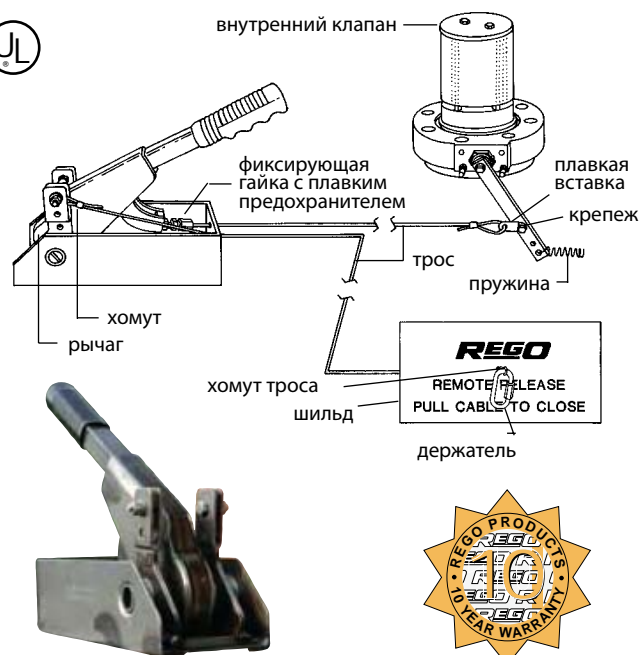 UL
®
внутренний клапан
фиксирующая
гайка с плавким
предохранителем
плавкая
вставка
крепеж
трос
пружина
хомут
рычаг
REGO
хомут троса
REMOTE RELEASE
шильд
PULL CABLE TO CLOSE
держатель
REGO PRODUCTS
10
10 YEAR WARRANTY